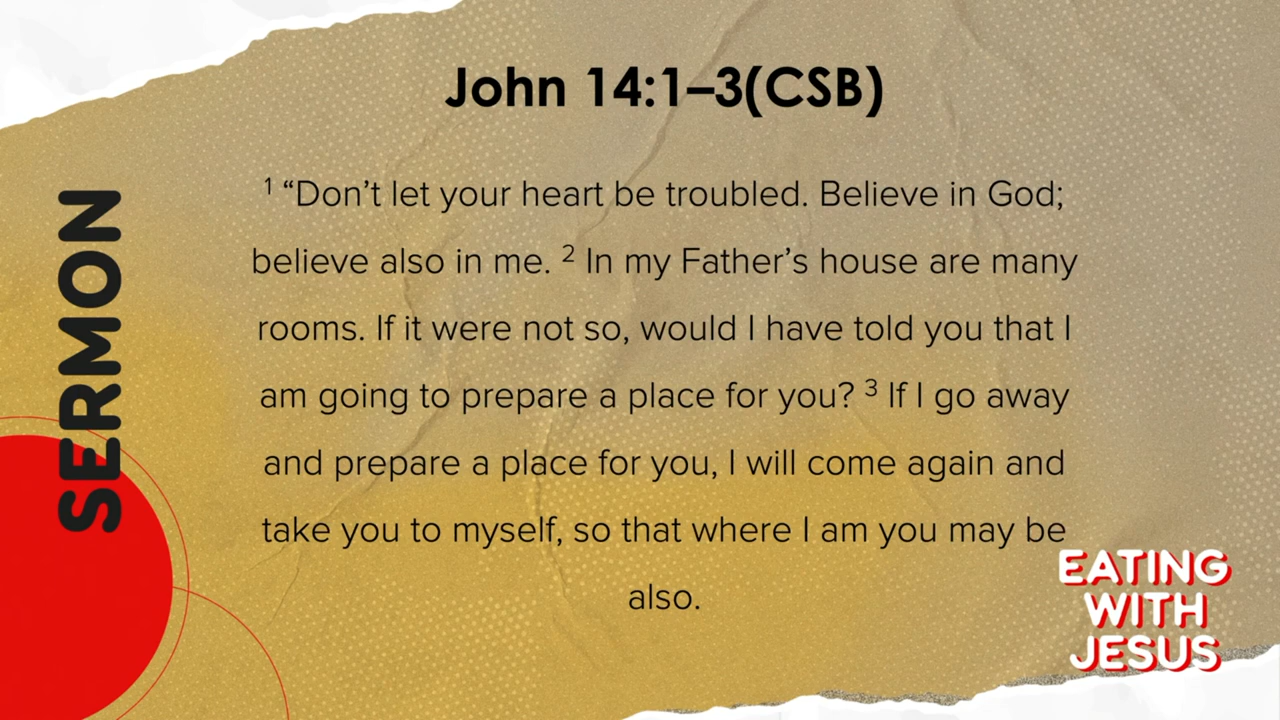 John 14:1–3(CSB)
¹ “Don’t let your heart be troubled. Believe in God;
believe also in me. ² In my Father’s house are many
rooms. If it were not so, would I have told you that I
am going to prepare a place for you? ³ If I go away
and prepare a place for you, I will come again and
take you to myself, so that where I am you may be
also.
SERMON
EATING
WITH
JESUS